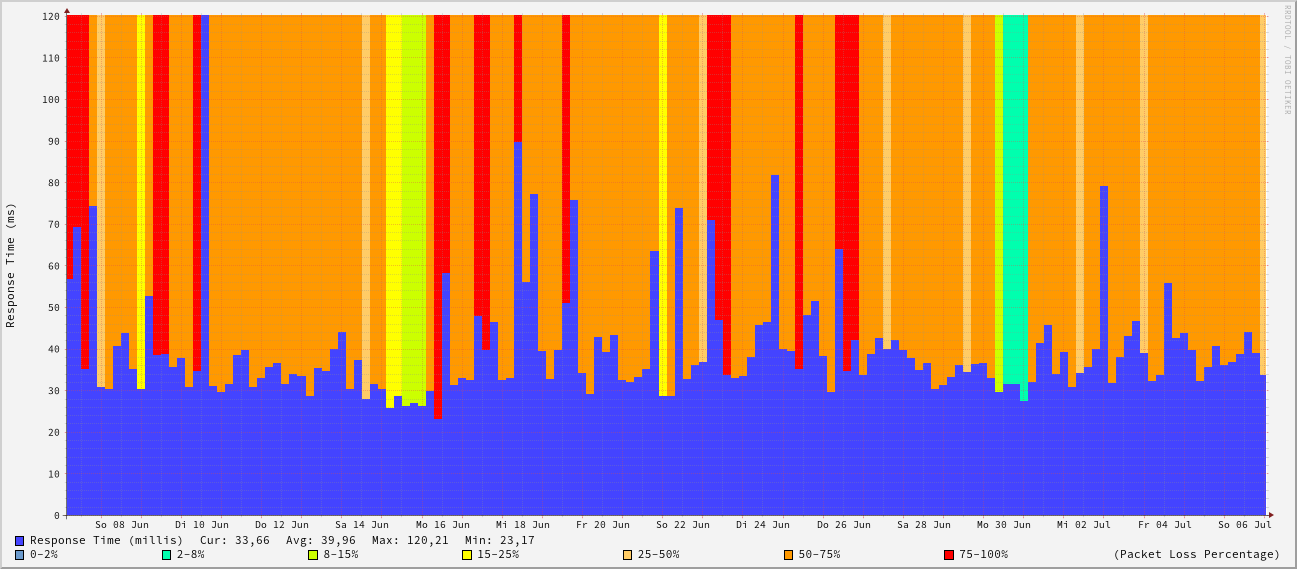 120
110
100
90
80
70
60
50
40
30
20
10
0
Response Time (ms)
RRDTOOL / TOBI OETIKER
So 08 Jun Di 10 Jun Do 12 Jun Sa 14 Jun Mo 16 Jun Mi 18 Jun Fr 20 Jun So 22 Jun Di 24 Jun Do 26 Jun Sa 28 Jun Mo 30 Jun Mi 02 Jul Fr 04 Jul So 06 Jul
Response Time (millis) Cur: 33,66 Avg: 39,96 Max: 120,21 Min: 23,17
0-2% 2-8% 8-15% 15-25% 25-50% 50-75% 75-100% (Packet Loss Percentage)